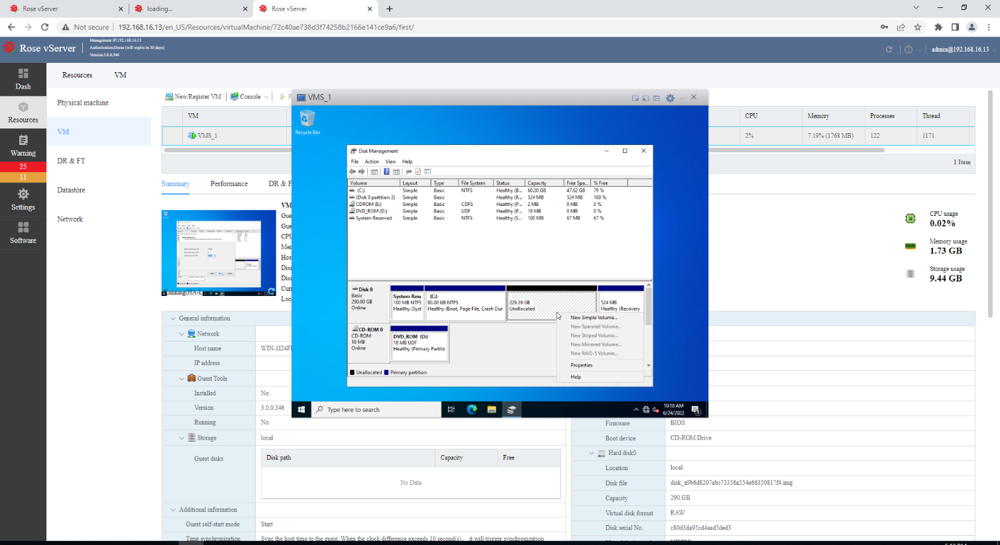 Rose vServer
loading...
Rose vServer
Not secure
192.168.16.13/en_US/Resources/virtualMachine/72c40ae738d3f74258b2166e141ce9a6/first/
Rose vServer
Management IP:192.168.16.13
Authorization:Demo (will expire in 30 days)
Version:3.0.0.346
admin@192.168.16.13
Dash
Resources
Warning
25
11
Settings
Software
Resources VM
Physical machine
VM
DR & FT
Datastore
Network
New/Register VM
Console
VM CPU Memory Processes Thread
VMS_1 2% 7.19% (1768 MB) 122 1171
1 Item
Summary Performance DR & F
CPU usage
0.02%
Memory usage
1.73 GB
Storage usage
9.44 GB
VM
Gue
Gue
CPU
Mer
Hos
Disa
Disa
Cur
Loc
VMS_1
Recycle Bin
Disk Management
File Action View Help
Volume Layout Type File System Status Capacity Free Spa... % Free
(C:) Simple Basic NTFS Healthy (B... 60.00 GB 47.62 GB 79 %
(Disk 0 partition 3) Simple Basic Healthy (R... 524 MB 524 MB 100 %
CDROM (E:) Simple Basic CDFS Healthy (P... 2 MB 0 MB 0 %
DVD_ROM (D:) Simple Basic UDF Healthy (P... 18 MB 0 MB 0 %
System Reserved Simple Basic NTFS Healthy (S... 100 MB 67 MB 67 %
Disk 0
Basic
290.00 GB
Online
System Rese
100 MB NTFS
Healthy (Syst
(C:)
60.00 GB NTFS
Healthy (Boot, Page File, Crash Dur
229.39 GB
Unallocated
524 MB
Healthy (Recovery
CD-ROM 0
CD-ROM
18 MB
Online
DVD_ROM (D:)
18 MB UDF
Healthy (Primary Partitic
Unallocated Primary partition
New Simple Volume...
New Spanned Volume...
New Striped Volume...
New Mirrored Volume...
New RAID-5 Volume...
Properties
Help
Type here to search
10:18 AM
6/24/2022
1
General information
Network
Host name WIN-1I24FI
IP address
Guest Tools
Installed No
Version 3.0.0.346
Running No
Storage local
Guest disks
Disk path Capacity Free
No Data
Additional information
Guest self-start mode Start
Time synchronization Sync the host time to the guest. When the clock difference exceeds 10 second(s), it will trigger synchronization
Firmware BIOS
Boot device CD-ROM Drive
Hard disk0
Location local
Disk file disk_a9b6d8207abc73356a554e66350817f4.img
Capacity 290 GB
Virtual disk format RAW
Disk serial No. c80d3da95cd4aad5ded3